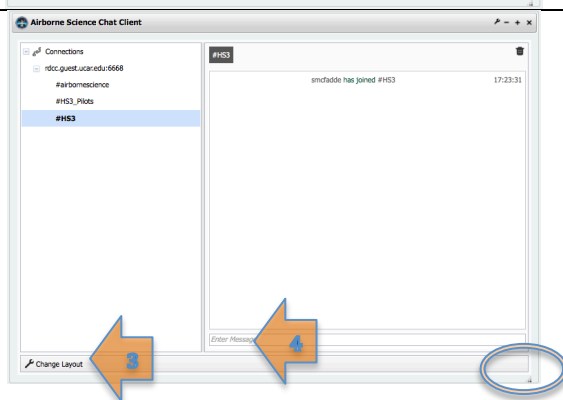 Airborne Science Chat Client
Connections
rdcc.guest.ucar.edu:6668
#airbornescience
#HS3_Pilots
#HS3
#HS3
smcfadde has joined #HS3 17:23:31
Enter Message
4
Change Layout
3